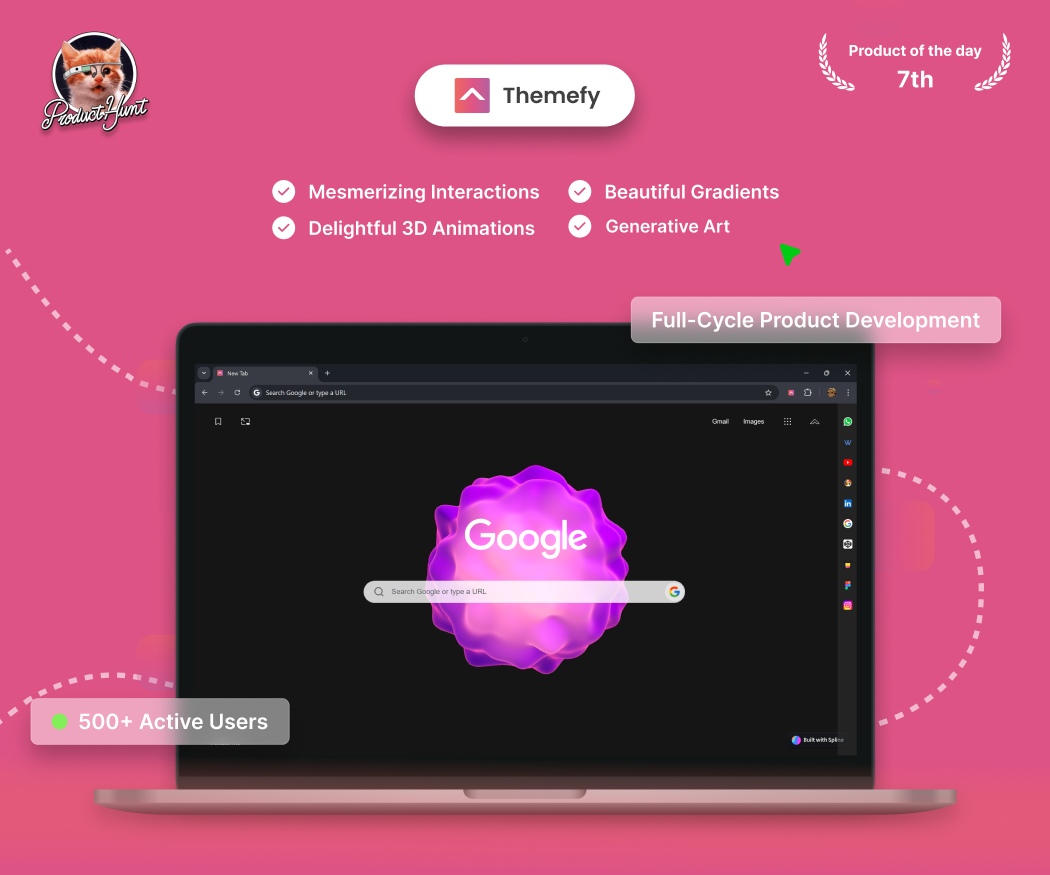 Product Hunt
Themefy
Product of the day
7th
Mesmerizing Interactions
Beautiful Gradients
Delightful 3D Animations
Generative Art
Full-Cycle Product Development
New Tab
Search Google or type a URL
Gmail Images
Google
Search Google or type a URL
500+ Active Users
Built with Spline